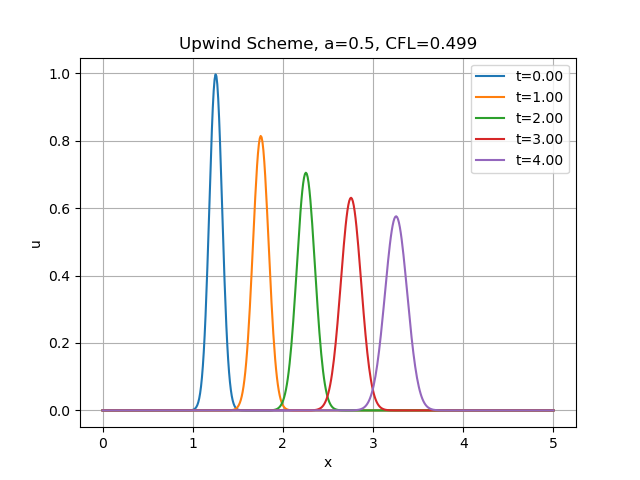 Upwind Scheme, a=0.5, CFL=0.499
t=0.00
t=1.00
t=2.00
t=3.00
t=4.00
1.0
0.8
0.6
0.4
0.2
0.0
u
0 1 2 3 4 5
x